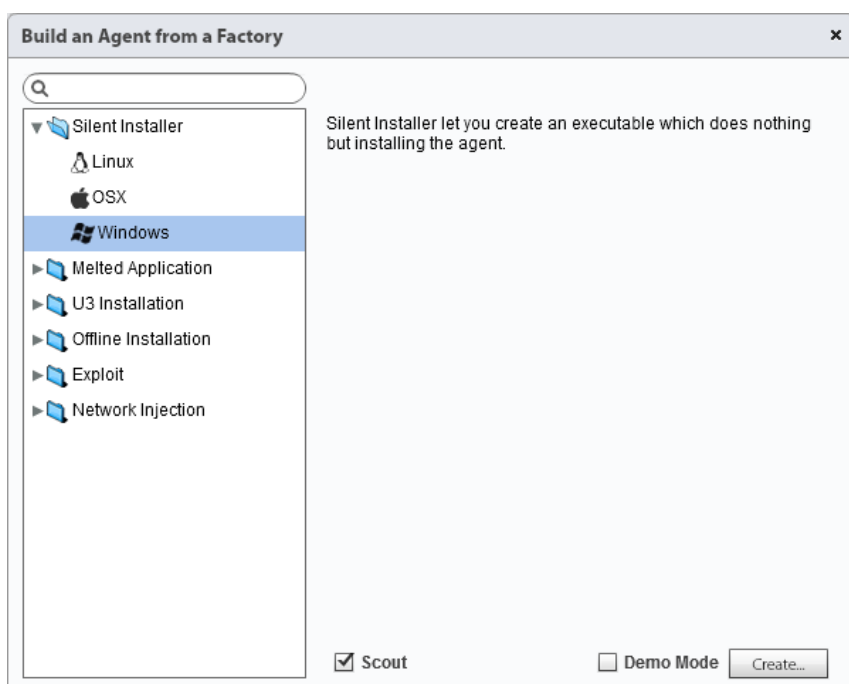 Build an Agent from a Factory
Silent Installer
Linux
OSX
Windows
Melted Application
U3 Installation
Offline Installation
Exploit
Network Injection
Silent Installer let you create an executable which does nothing
but installing the agent.
Scout
Demo Mode
Create...